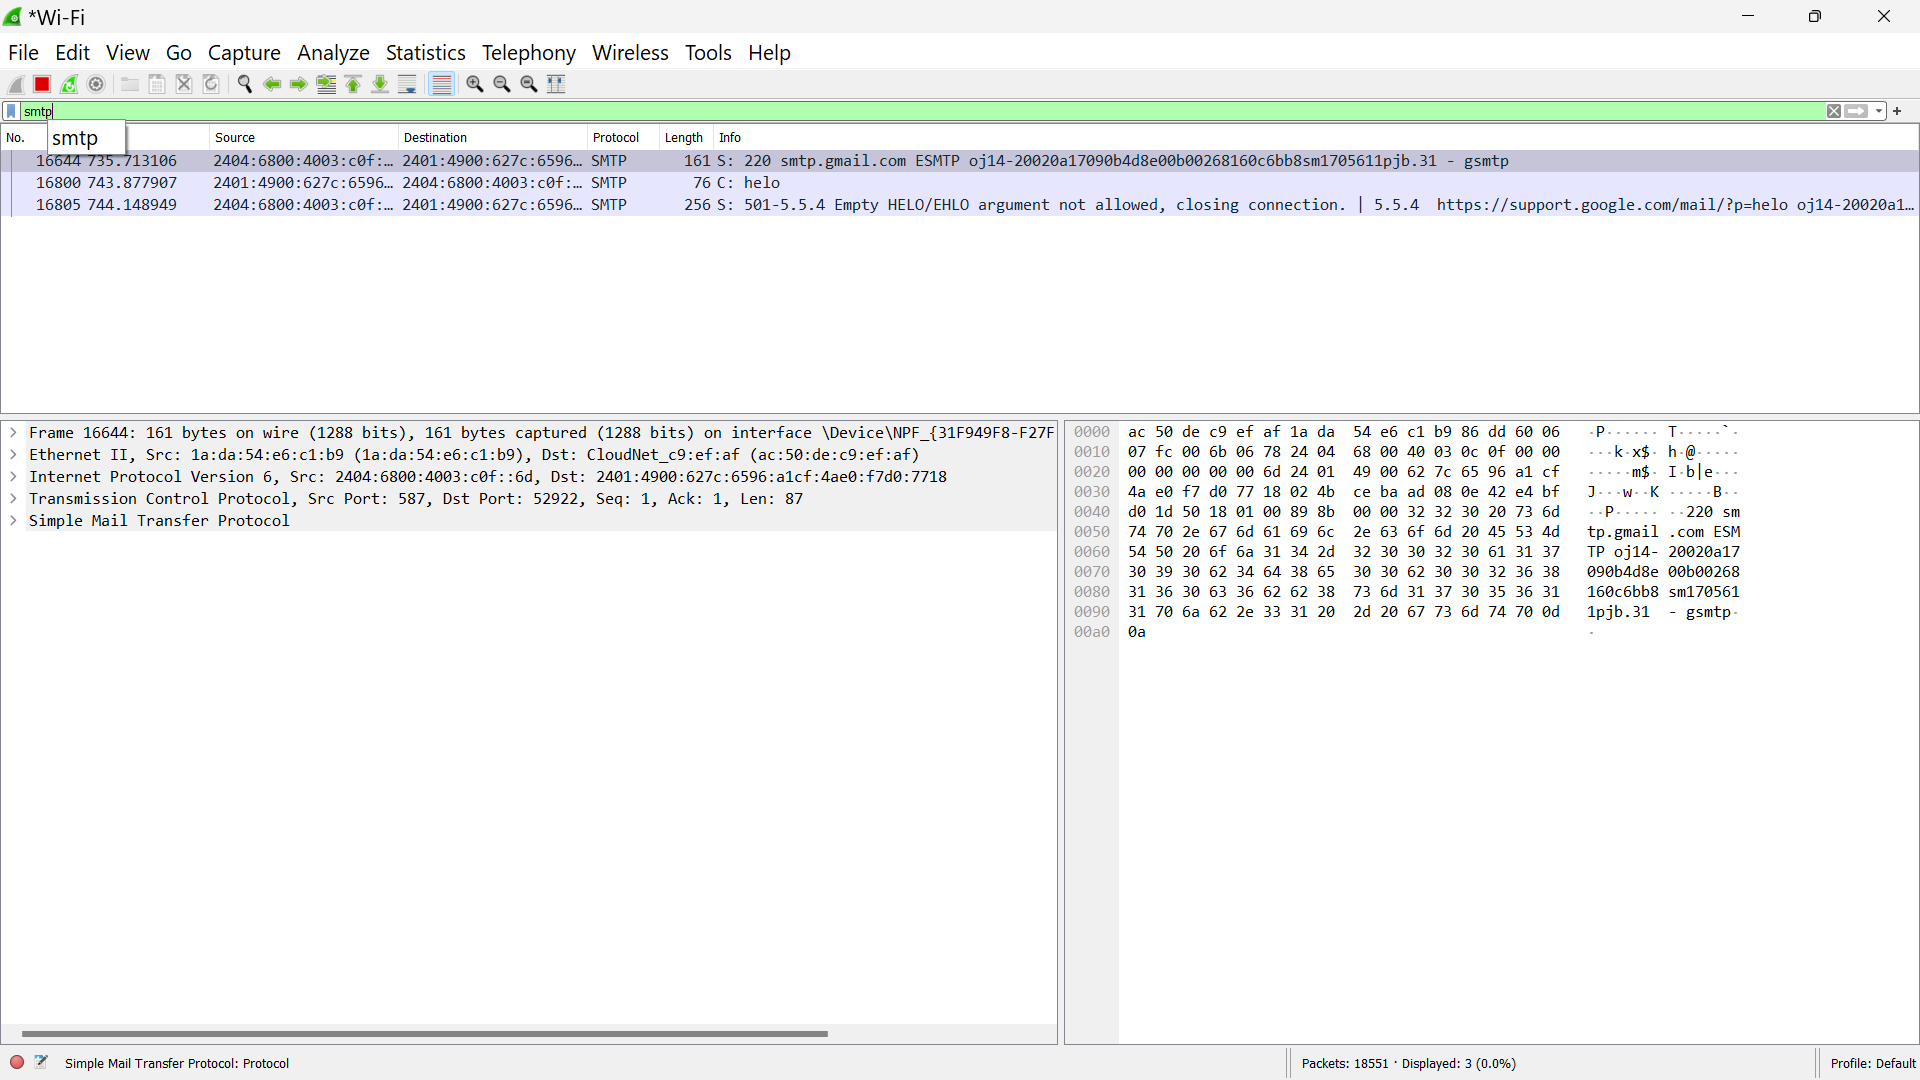 *Wi-Fi
File Edit View Go Capture Analyze Statistics Telephony Wireless Tools Help
smtp
smtp
No. Source Destination Protocol Length Info
16644 735.713106 2404:6800:4003:c0f:… 2401:4900:627c:6596… SMTP 161 S: 220 smtp.gmail.com ESMTP oj14-20020a17090b4d8e00b00268160c6bb8sm1705611pjb.31 - gsmtp
16800 743.877907 2401:4900:627c:6596… 2404:6800:4003:c0f:… SMTP 76 C: helo
16805 744.148949 2404:6800:4003:c0f:… 2401:4900:627c:6596… SMTP 256 S: 501-5.5.4 Empty HELO/EHLO argument not allowed, closing connection. | 5.5.4  https://support.google.com/mail/?p=helo oj14-20020a1…
Frame 16644: 161 bytes on wire (1288 bits), 161 bytes captured (1288 bits) on interface \Device\NPF_{31F949F8-F27F
Ethernet II, Src: 1a:da:54:e6:c1:b9 (1a:da:54:e6:c1:b9), Dst: CloudNet_c9:ef:af (ac:50:de:c9:ef:af)
Internet Protocol Version 6, Src: 2404:6800:4003:c0f::6d, Dst: 2401:4900:627c:6596:a1cf:4ae0:f7d0:7718
Transmission Control Protocol, Src Port: 587, Dst Port: 52922, Seq: 1, Ack: 1, Len: 87
Simple Mail Transfer Protocol
0000 ac 50 de c9 ef af 1a da 54 e6 c1 b9 86 dd 60 06 ·P······ T·····`·
0010 07 fc 00 6b 06 78 24 04 68 00 40 03 0c 0f 00 00 ···k·x$· h·@·····
0020 00 00 00 00 00 6d 24 01 49 00 62 7c 65 96 a1 cf ·····m$· I·b|e···
0030 4a e0 f7 d0 77 18 02 4b ce ba ad 08 0e 42 e4 bf J···w··K ·····B··
0040 d0 1d 50 18 01 00 89 8b 00 00 32 32 30 20 73 6d ··P····· ··220 sm
0050 74 70 2e 67 6d 61 69 6c 2e 63 6f 6d 20 45 53 4d tp.gmail .com ESM
0060 54 50 20 6f 6a 31 34 2d 32 30 30 32 30 61 31 37 TP oj14- 20020a17
0070 30 39 30 62 34 64 38 65 30 30 62 30 30 32 36 38 090b4d8e 00b00268
0080 31 36 30 63 36 62 62 38 73 6d 31 37 30 35 36 31 160c6bb8 sm170561
0090 31 70 6a 62 2e 33 31 20 2d 20 67 73 6d 74 70 0d 1pjb.31  - gsmtp·
00a0 0a ·
Simple Mail Transfer Protocol: Protocol
Packets: 18551 · Displayed: 3 (0.0%)
Profile: Default